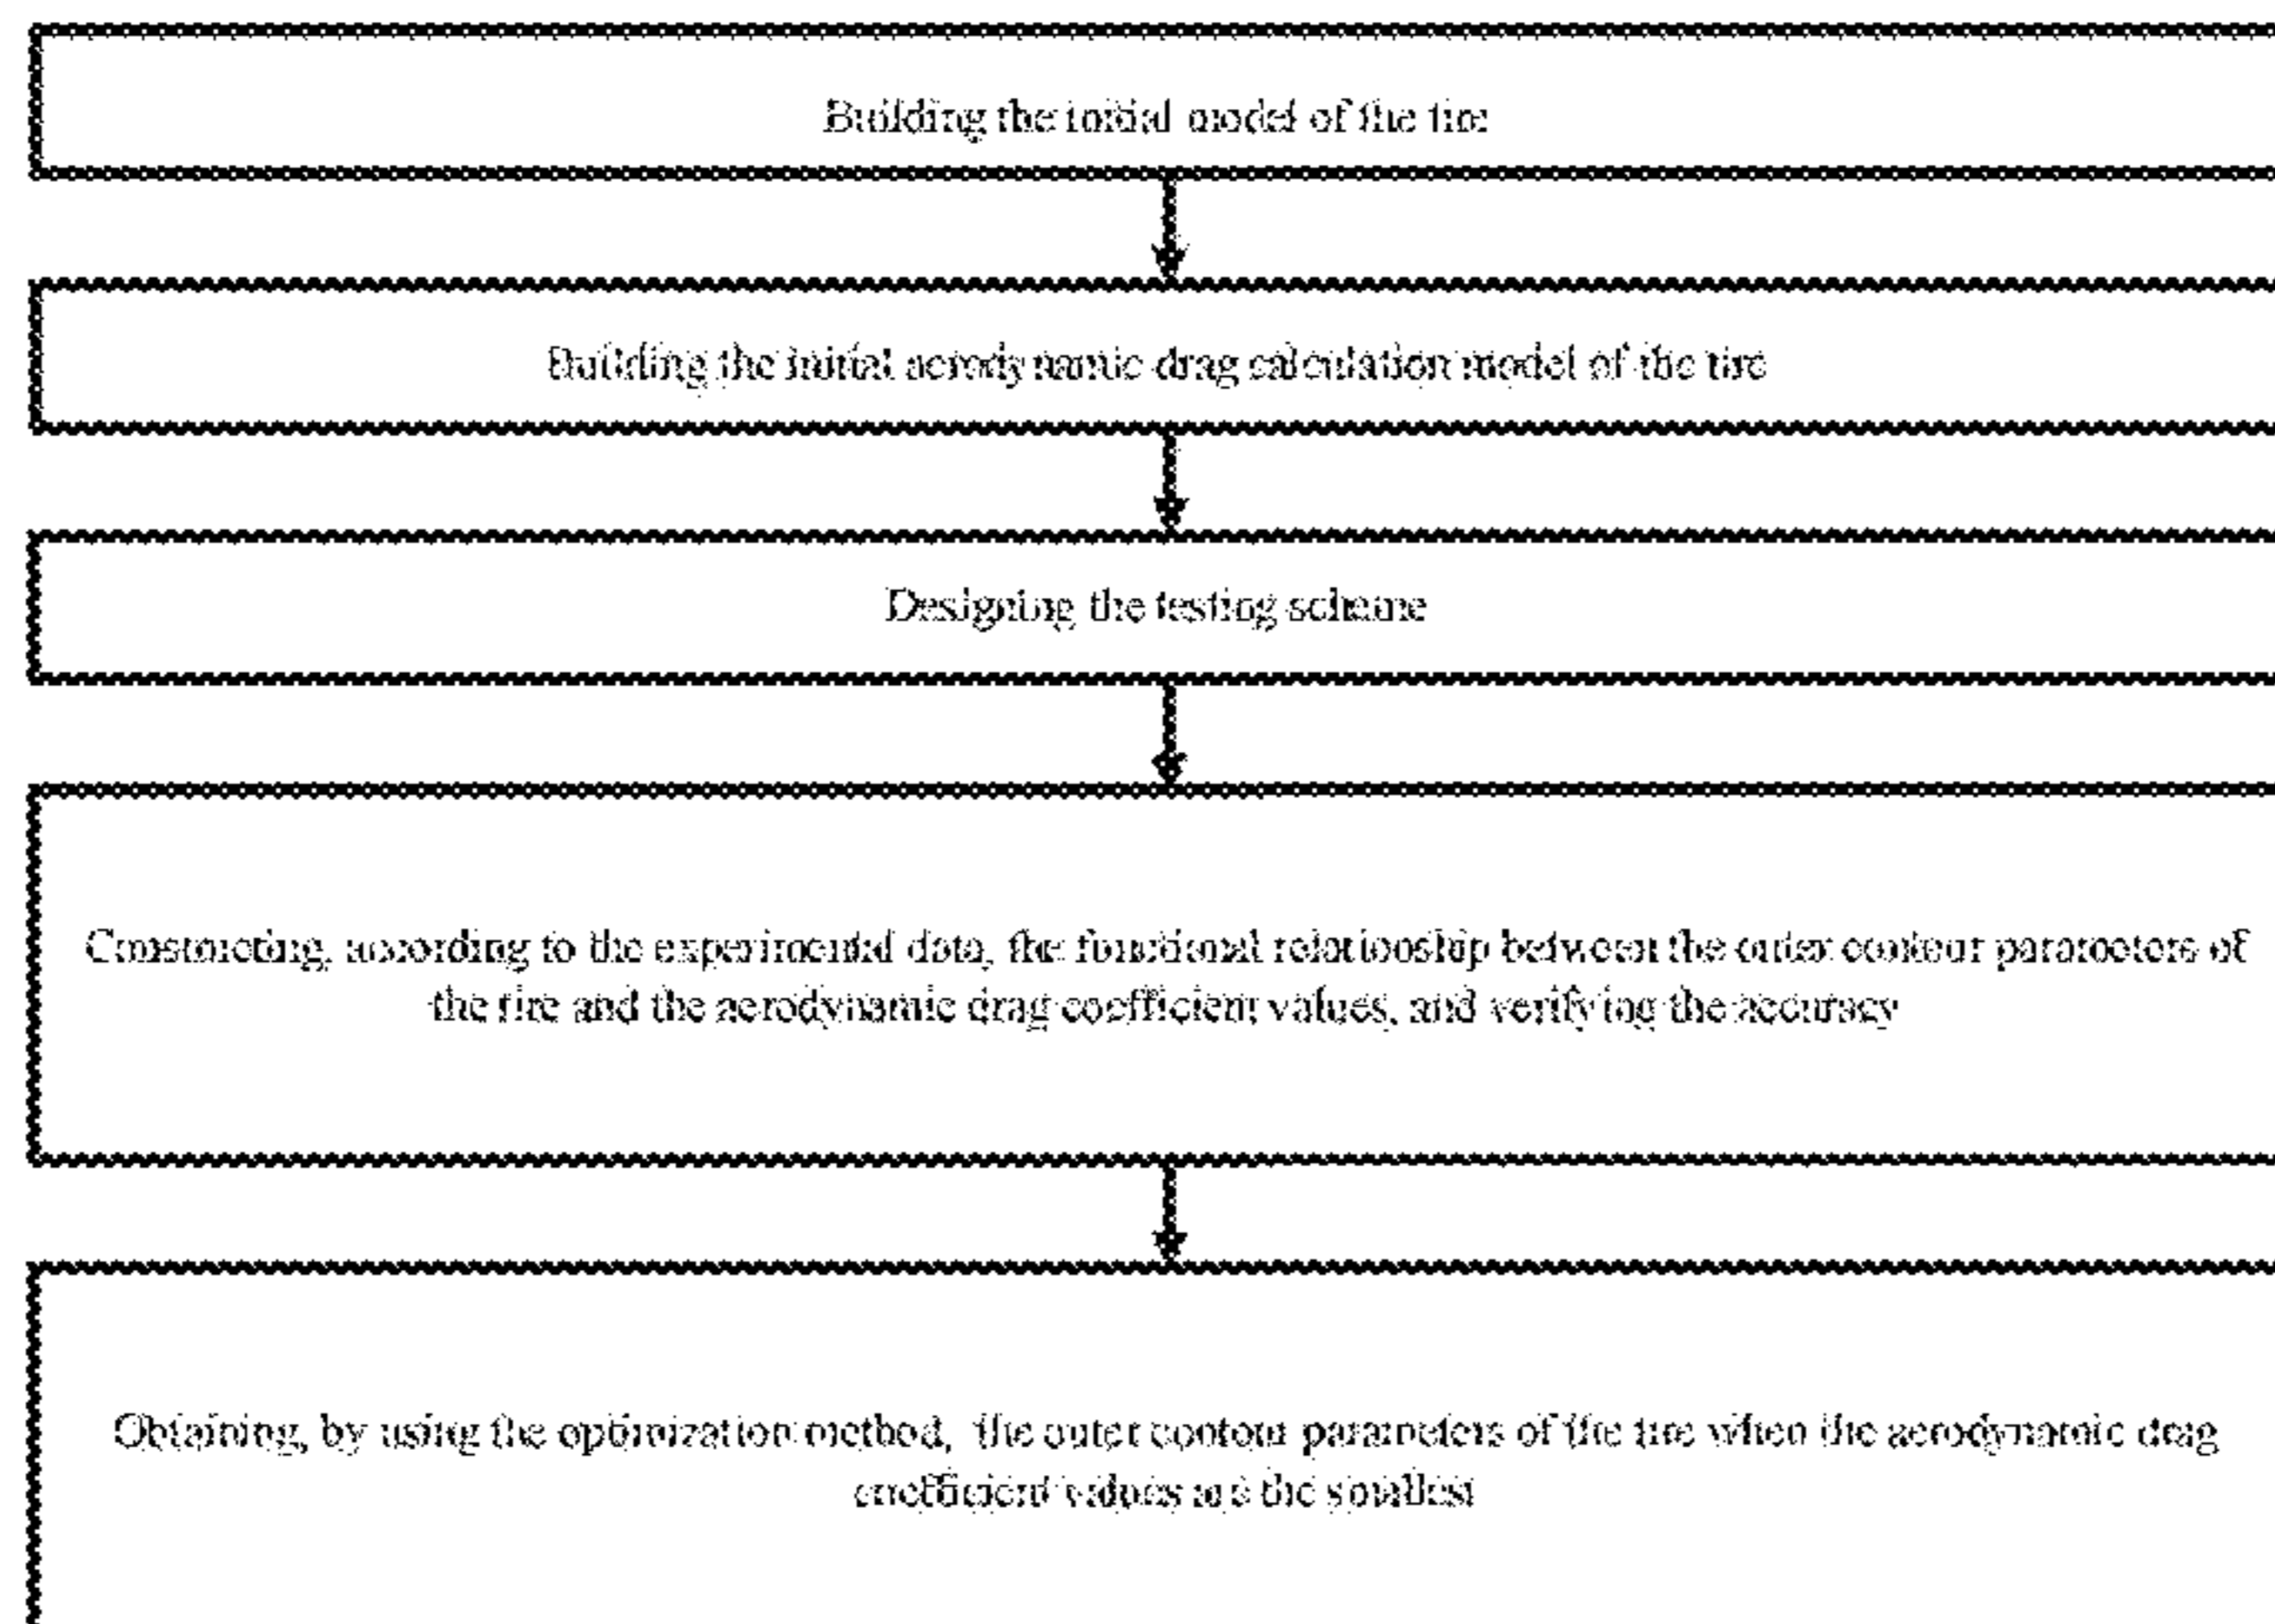 Building the initial model of the tire
Building the initial aerodynamic drag calculation model of the tire
Designing the testing scheme
Constructing, according to the experimental data, the functional relationship between the outer contour parameters of
the tire and the aerodynamic drag coefficient values, and verifying the accuracy
Obtaining, by using the optimization method, the outer contour parameters of the tire when the aerodynamic drag
coefficient values are the smallest